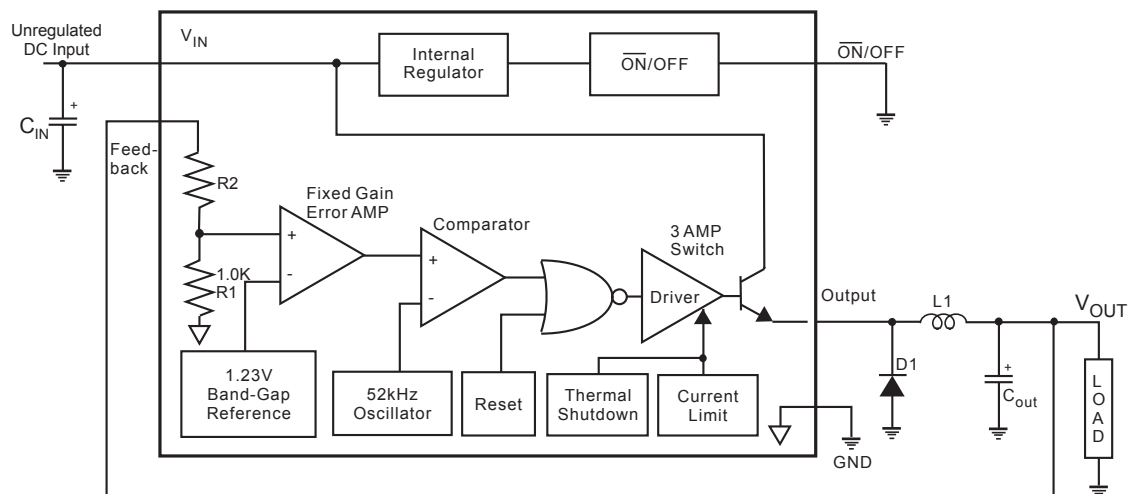 Unregulated
DC Input
+
C_IN
V_IN
Internal
Regulator
O̅N̅/OFF
O̅N̅/OFF
Feed-
back
R2
1.0K
R1
Fixed Gain
Error AMP
+
-
Comparator
+
-
3 AMP
Switch
Driver
Output
L1
V_OUT
D1
+
C_out
LOAD
1.23V
Band-Gap
Reference
52kHz
Oscillator
Reset
Thermal
Shutdown
Current
Limit
GND